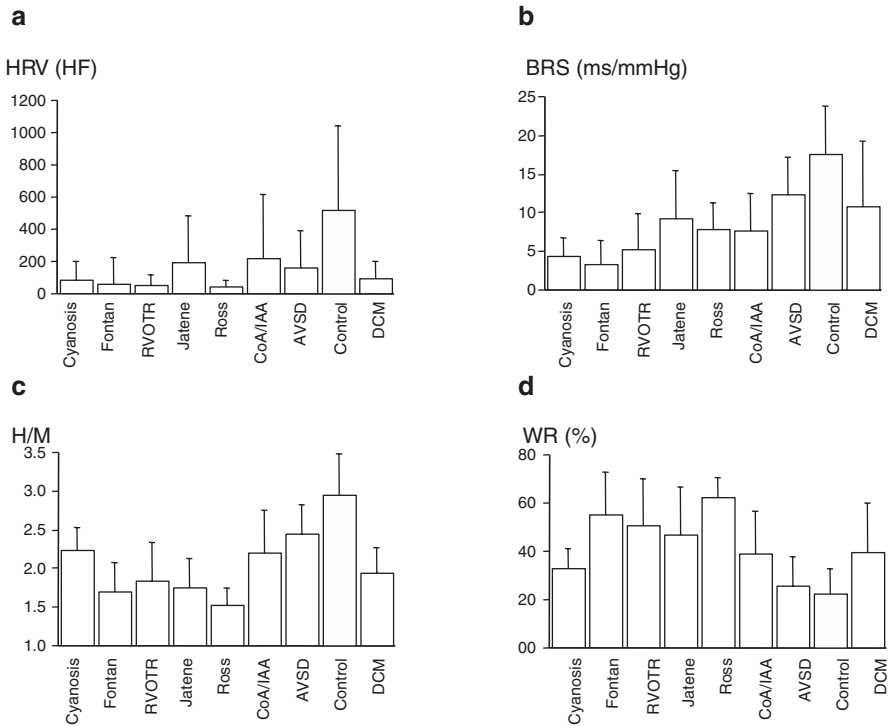 a
HRV (HF)
1200
1000
800
600
400
200
0
Cyanosis
Fontan
RVOTR
Jatene
Ross
CoA/IAA
AVSD
Control
DCM
b
BRS (ms/mmHg)
25
20
15
10
5
0
Cyanosis
Fontan
RVOTR
Jatene
Ross
CoA/IAA
AVSD
Control
DCM
c
H/M
3.5
3.0
2.5
2.0
1.5
1.0
Cyanosis
Fontan
RVOTR
Jatene
Ross
CoA/IAA
AVSD
Control
DCM
d
WR (%)
80
60
40
20
00
Cyanosis
Fontan
RVOTR
Jatene
Ross
CoA/IAA
AVSD
Control
DCM